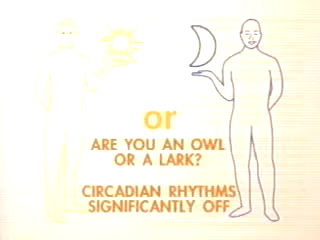 or
ARE YOU AN OWL
OR A LARK?
CIRCADIAN RHYTHMS
SIGNIFICANTLY OFF